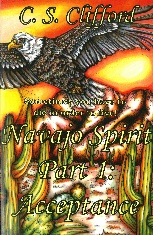 C. S. Clifford
Navajo Spirit
Part 1:
Acceptance